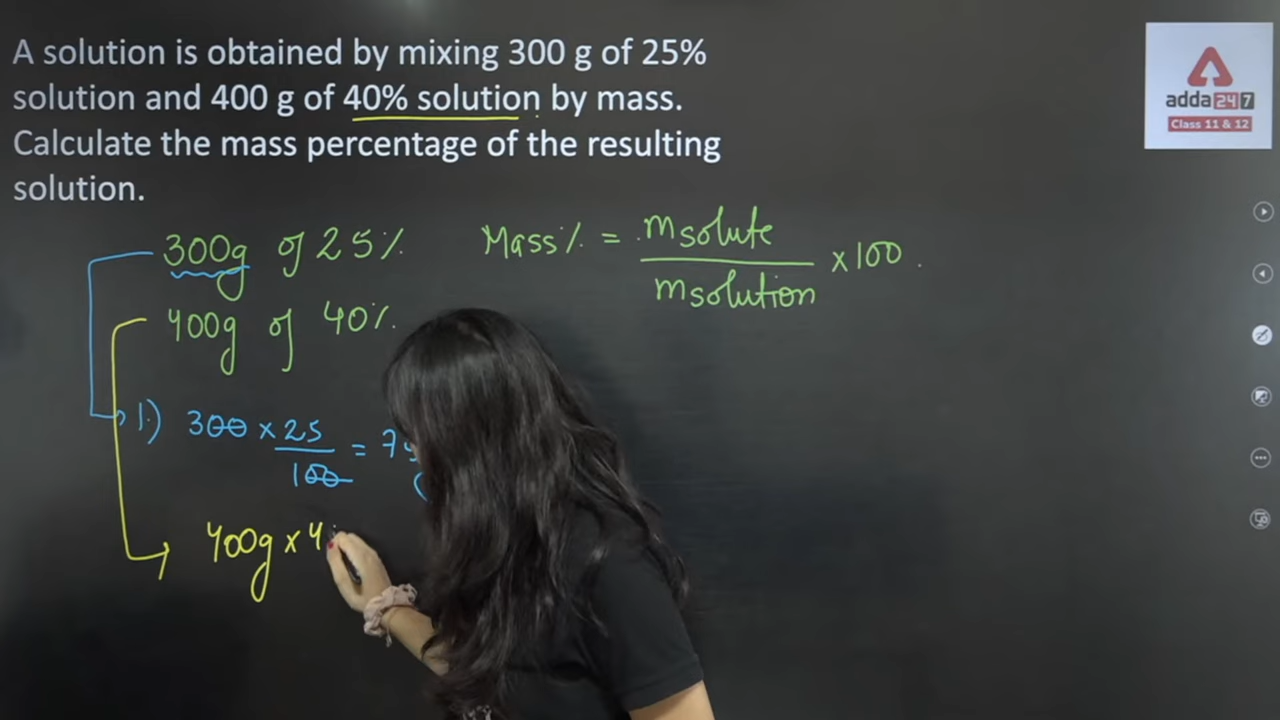 A solution is obtained by mixing 300 g of 25%
solution and 400 g of 40% solution by mass.
Calculate the mass percentage of the resulting
solution.
adda247
Class 11 & 12
300g of 25%
Mass% = msolute / msolution × 100
400g of 40%
1.) 300 × 25 / 100 =
400g × 4